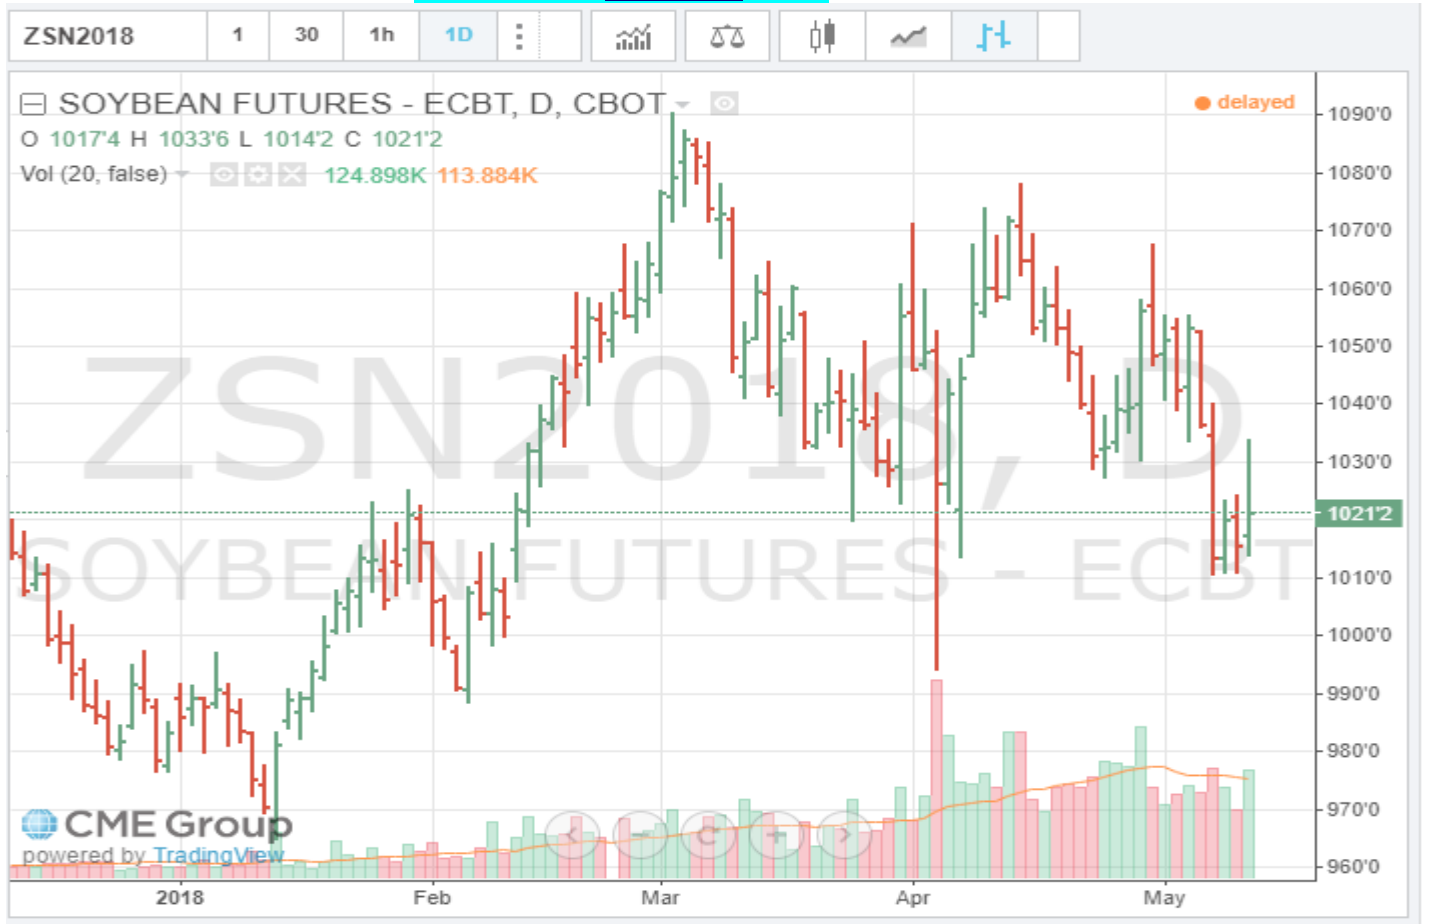 ZSN2018 1 30 1h 1D
SOYBEAN FUTURES - ECBT, D, CBOT
delayed
O 1017'4 H 1033'6 L 1014'2 C 1021'2
Vol (20, false) 124.898K 113.884K
1090'0
1080'0
1070'0
1060'0
1050'0
1040'0
1030'0
1021'2
1010'0
1000'0
990'0
980'0
970'0
960'0
ZSN2018, D
SOYBEAN FUTURES - ECBT
CME Group
powered by TradingView
2018 Feb Mar Apr May